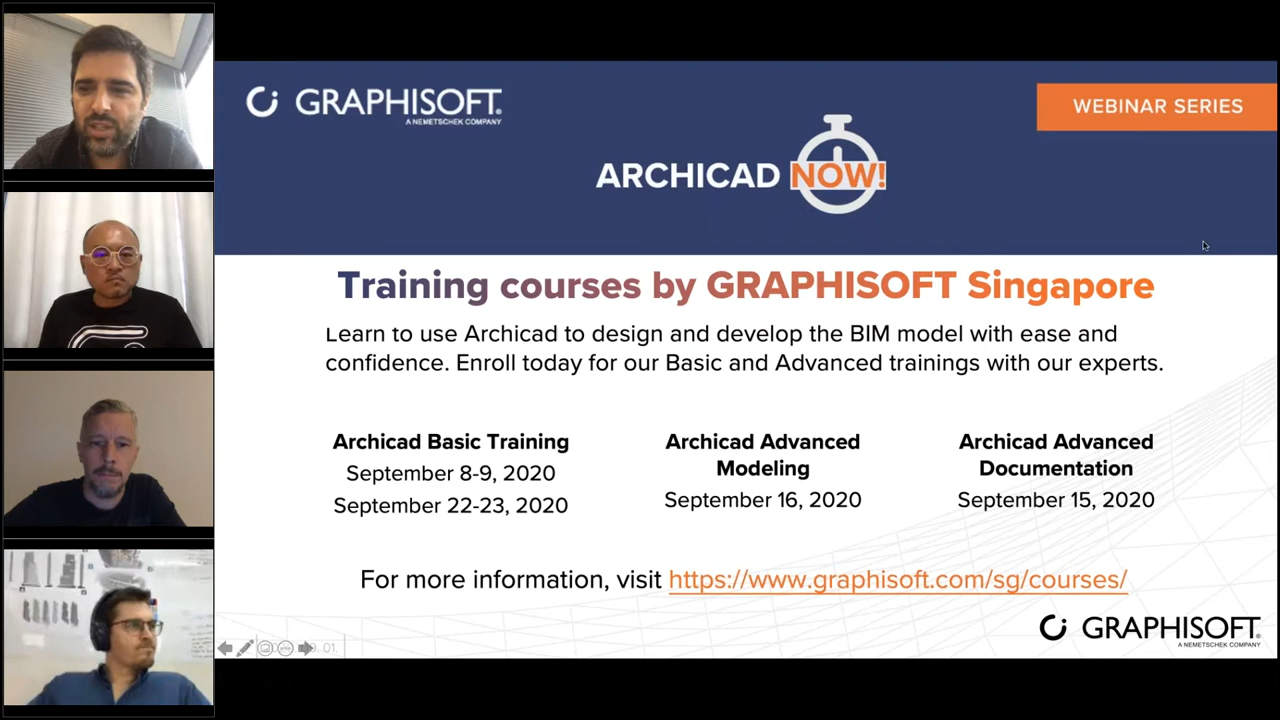 GRAPHISOFT.
A NEMETSCHEK COMPANY
WEBINAR SERIES
ARCHICAD NOW!
Training courses by GRAPHISOFT Singapore
Learn to use Archicad to design and develop the BIM model with ease and
confidence. Enroll today for our Basic and Advanced trainings with our experts.
Archicad Basic Training
September 8-9, 2020
September 22-23, 2020
Archicad Advanced
Modeling
September 16, 2020
Archicad Advanced
Documentation
September 15, 2020
For more information, visit https://www.graphisoft.com/sg/courses/
GRAPHISOFT.
A NEMETSCHEK COMPANY